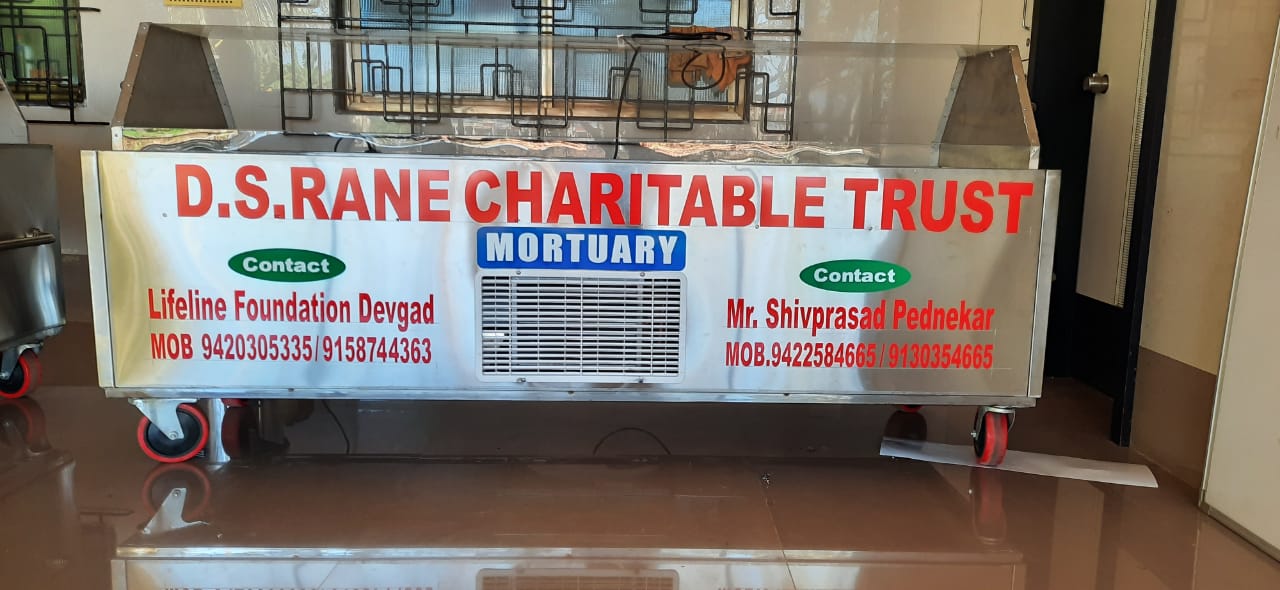 D.S.RANE CHARITABLE TRUST
MORTUARY
Contact
Lifeline Foundation Devgad
MOB 9420305335/9158744363
Contact
Mr. Shivprasad Pednekar
MOB.9422584665/9130354665